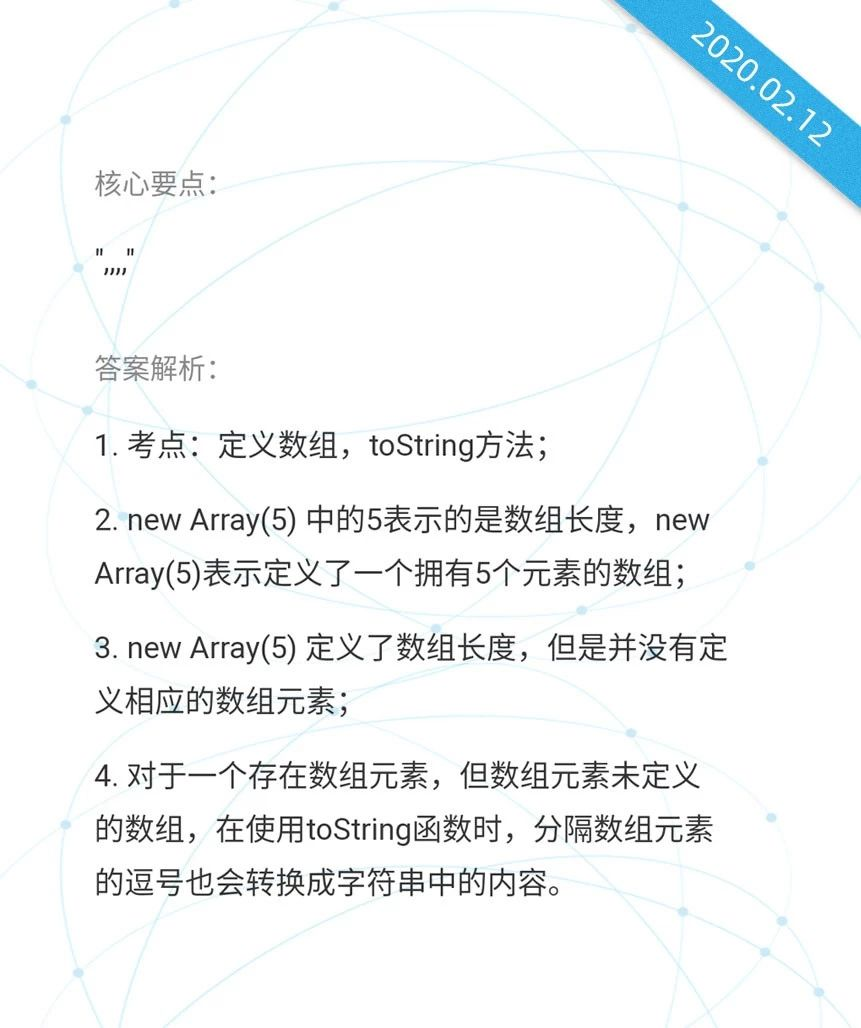 2020.02.12
核心要点：
",,,,"
答案解析：
1. 考点：定义数组，toString方法；
2. new Array(5) 中的5表示的是数组长度，new
Array(5)表示定义了一个拥有5个元素的数组；
3. new Array(5) 定义了数组长度，但是并没有定
义相应的数组元素；
4. 对于一个存在数组元素，但数组元素未定义
的数组，在使用toString函数时，分隔数组元素
的逗号也会转换成字符串中的内容。